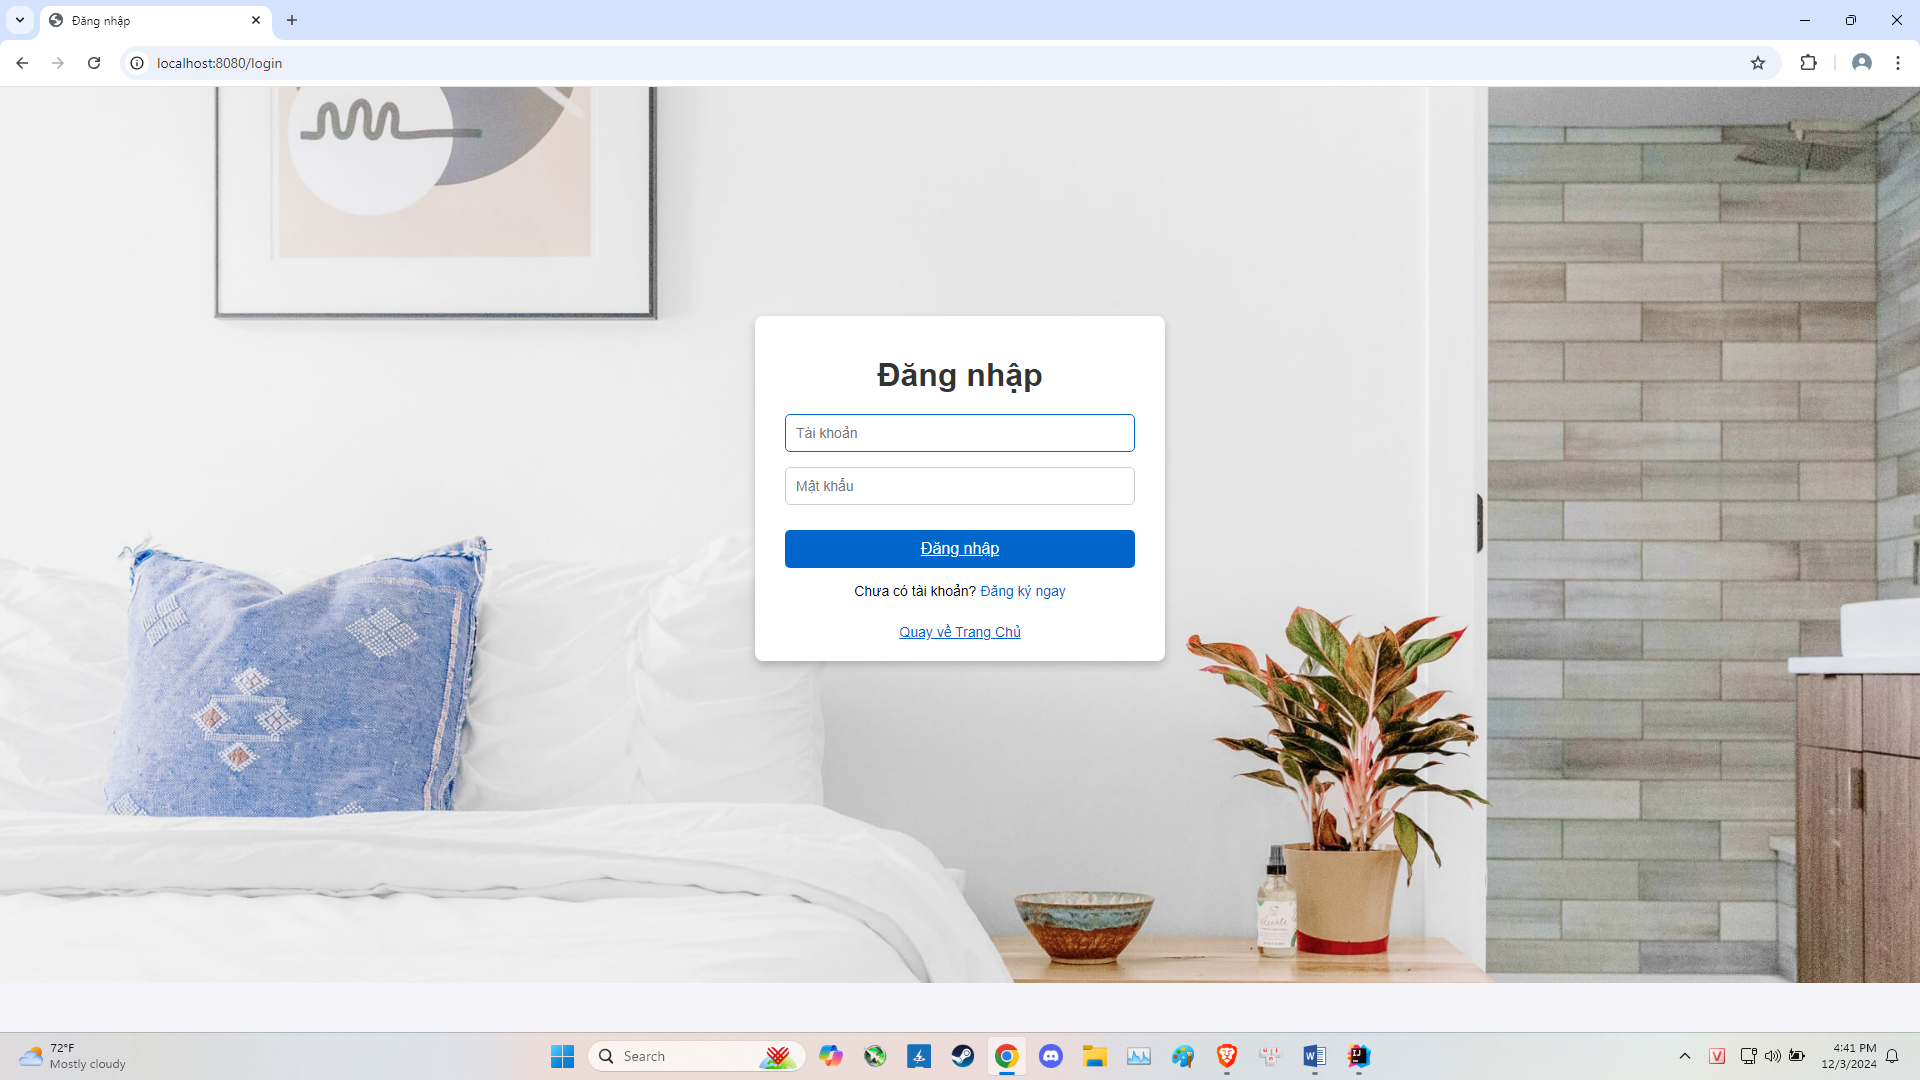 Đăng nhập
localhost:8080/login
Đăng nhập
Tài khoản
Mật khẩu
Đăng nhập
Chưa có tài khoản? Đăng ký ngay
Quay về Trang Chủ
72°F
Mostly cloudy
Search
4:41 PM
12/3/2024